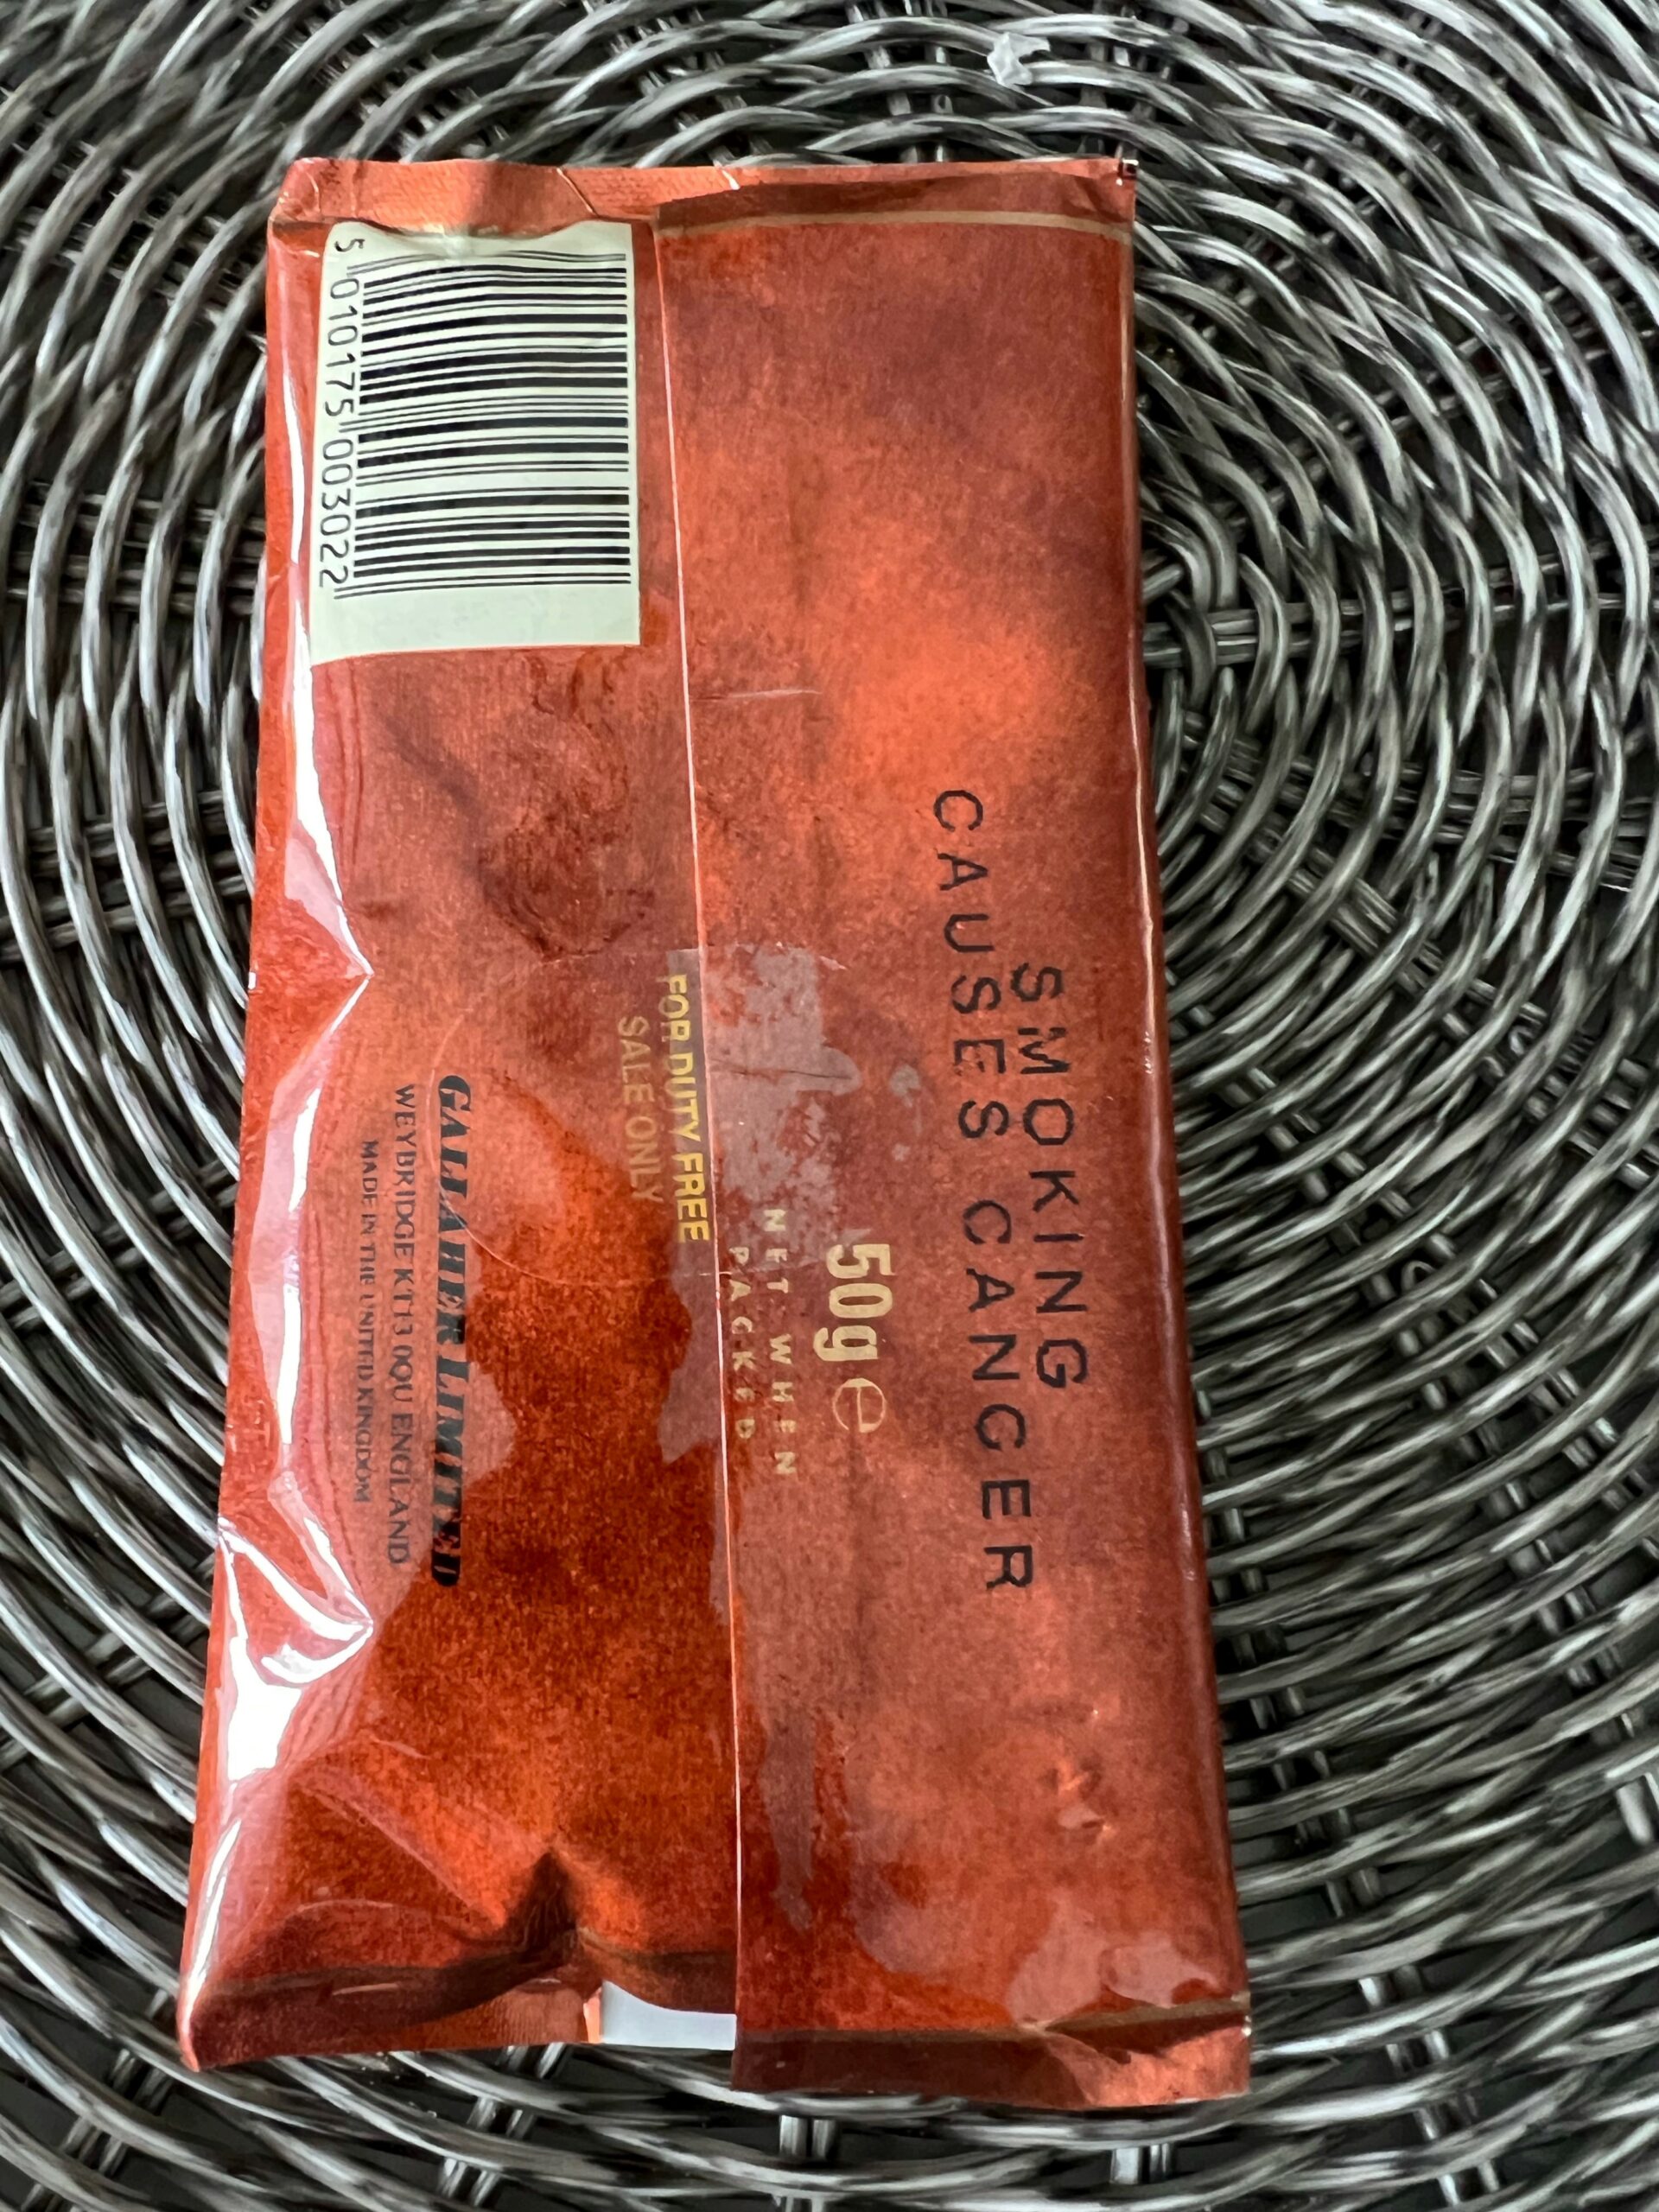 SMOKING
CAUSES CANCER
50g e
NET WHEN
PACKED
FOR DUTY FREE
SALE ONLY
GALLAHER LIMITED
WEYBRIDGE KT13 0QU ENGLAND
MADE IN THE UNITED KINGDOM
5 010175 003022